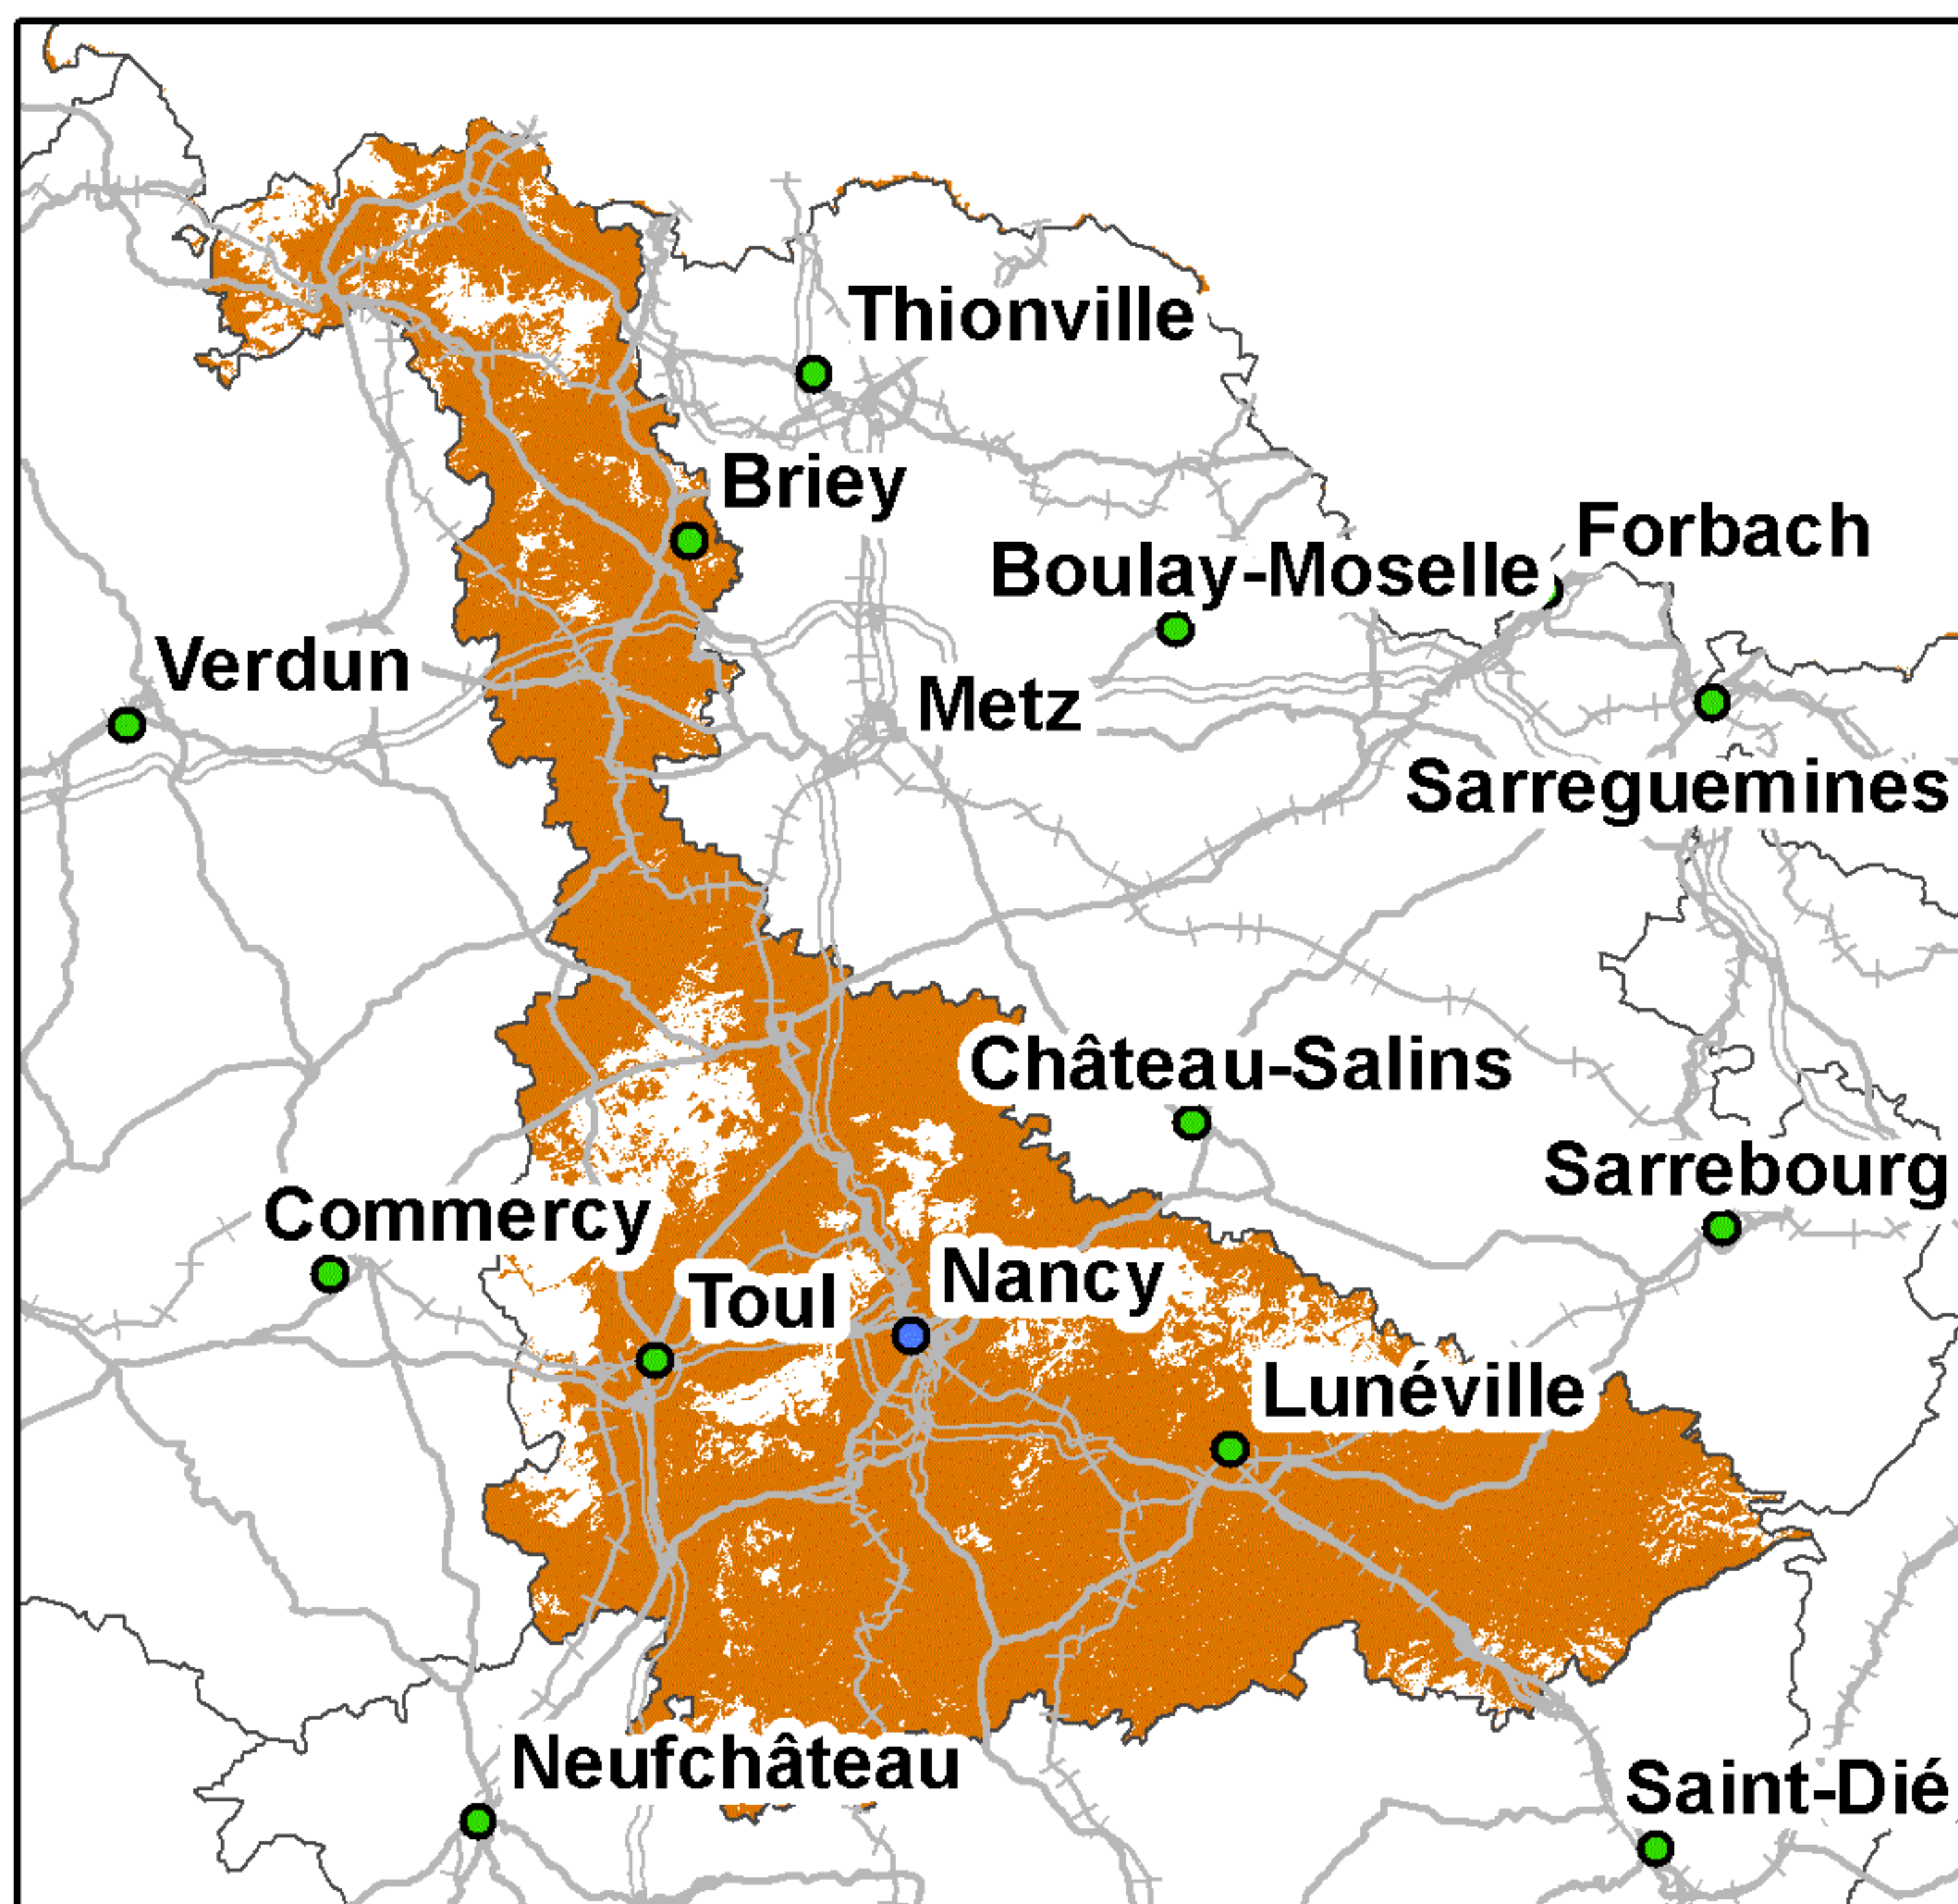 Thionville
Briey
Forbach
Boulay-Moselle
Verdun
Metz
Sarreguemines
Château-Salins
Sarrebourg
Commercy
Nancy
Toul
Lunéville
Neufchâteau
Saint-Dié